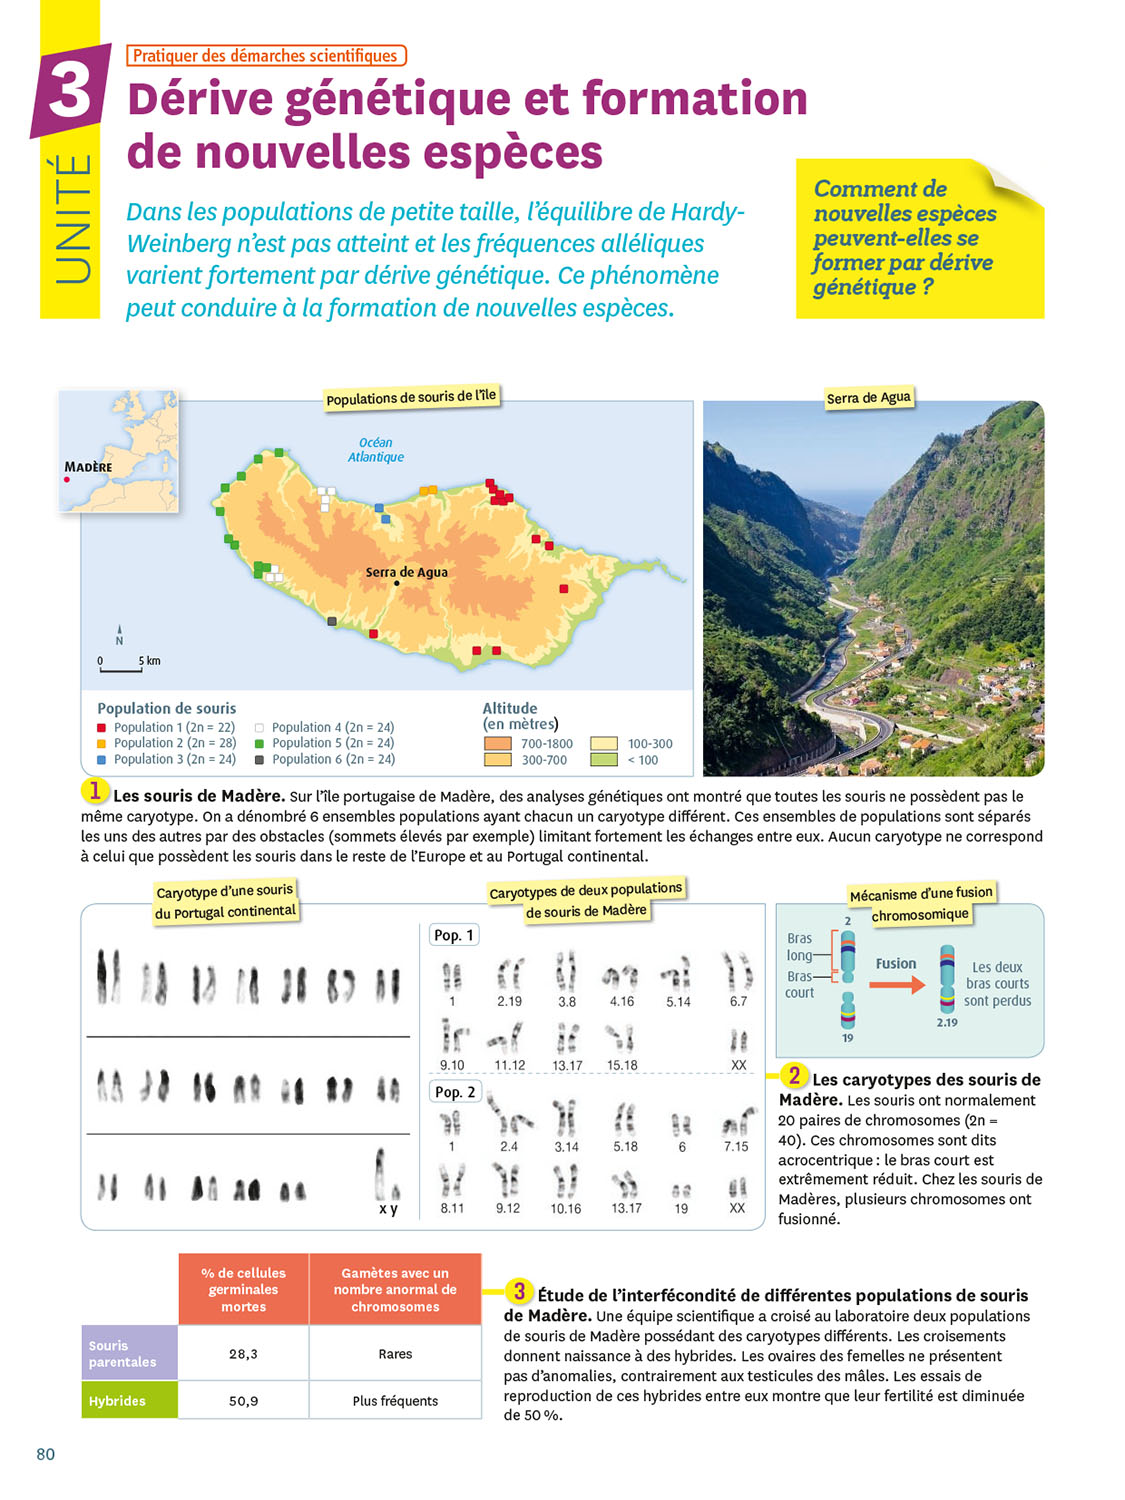 3
UNITÉ
Pratiquer des démarches scientifiques
Dérive génétique et formation
de nouvelles espèces
Dans les populations de petite taille, l’équilibre de Hardy-
Weinberg n’est pas atteint et les fréquences alléliques
varient fortement par dérive génétique. Ce phénomène
peut conduire à la formation de nouvelles espèces.
Comment de
nouvelles espèces
peuvent-elles se
former par dérive
génétique ?
Populations de souris de l’île
MADÈRE
Océan
Atlantique
Serra de Agua
N
0 5 km
Population de souris
Population 1 (2n = 22)
Population 2 (2n = 28)
Population 3 (2n = 24)
Population 4 (2n = 24)
Population 5 (2n = 24)
Population 6 (2n = 24)
Altitude
(en mètres)
700-1800
300-700
100-300
< 100
Serra de Agua
1 Les souris de Madère. Sur l’île portugaise de Madère, des analyses génétiques ont montré que toutes les souris ne possèdent pas le
même caryotype. On a dénombré 6 ensembles populations ayant chacun un caryotype différent. Ces ensembles de populations sont séparés
les uns des autres par des obstacles (sommets élevés par exemple) limitant fortement les échanges entre eux. Aucun caryotype ne correspond
à celui que possèdent les souris dans le reste de l’Europe et au Portugal continental.
Caryotype d’une souris
du Portugal continental
x y
Caryotypes de deux populations
de souris de Madère
Pop. 1
1 2.19 3.8 4.16 5.14 6.7
9.10 11.12 13.17 15.18 XX
Pop. 2
1 2.4 3.14 5.18 6 7.15
8.11 9.12 10.16 13.17 19 XX
Mécanisme d’une fusion
chromosomique
2
Bras
long
Bras
court
19
Fusion
2.19
Les deux
bras courts
sont perdus
2 Les caryotypes des souris de
Madère. Les souris ont normalement
20 paires de chromosomes (2n =
40). Ces chromosomes sont dits
acrocentrique : le bras court est
extrêmement réduit. Chez les souris de
Madères, plusieurs chromosomes ont
fusionné.
% de cellules
germinales
mortes
Gamètes avec un
nombre anormal de
chromosomes
Souris
parentales
28,3
Rares
Hybrides
50,9
Plus fréquents
3 Étude de l’interfécondité de différentes populations de souris
de Madère. Une équipe scientifique a croisé au laboratoire deux populations
de souris de Madère possédant des caryotypes différents. Les croisements
donnent naissance à des hybrides. Les ovaires des femelles ne présentent
pas d’anomalies, contrairement aux testicules des mâles. Les essais de
reproduction de ces hybrides entre eux montre que leur fertilité est diminuée
de 50 %.
80